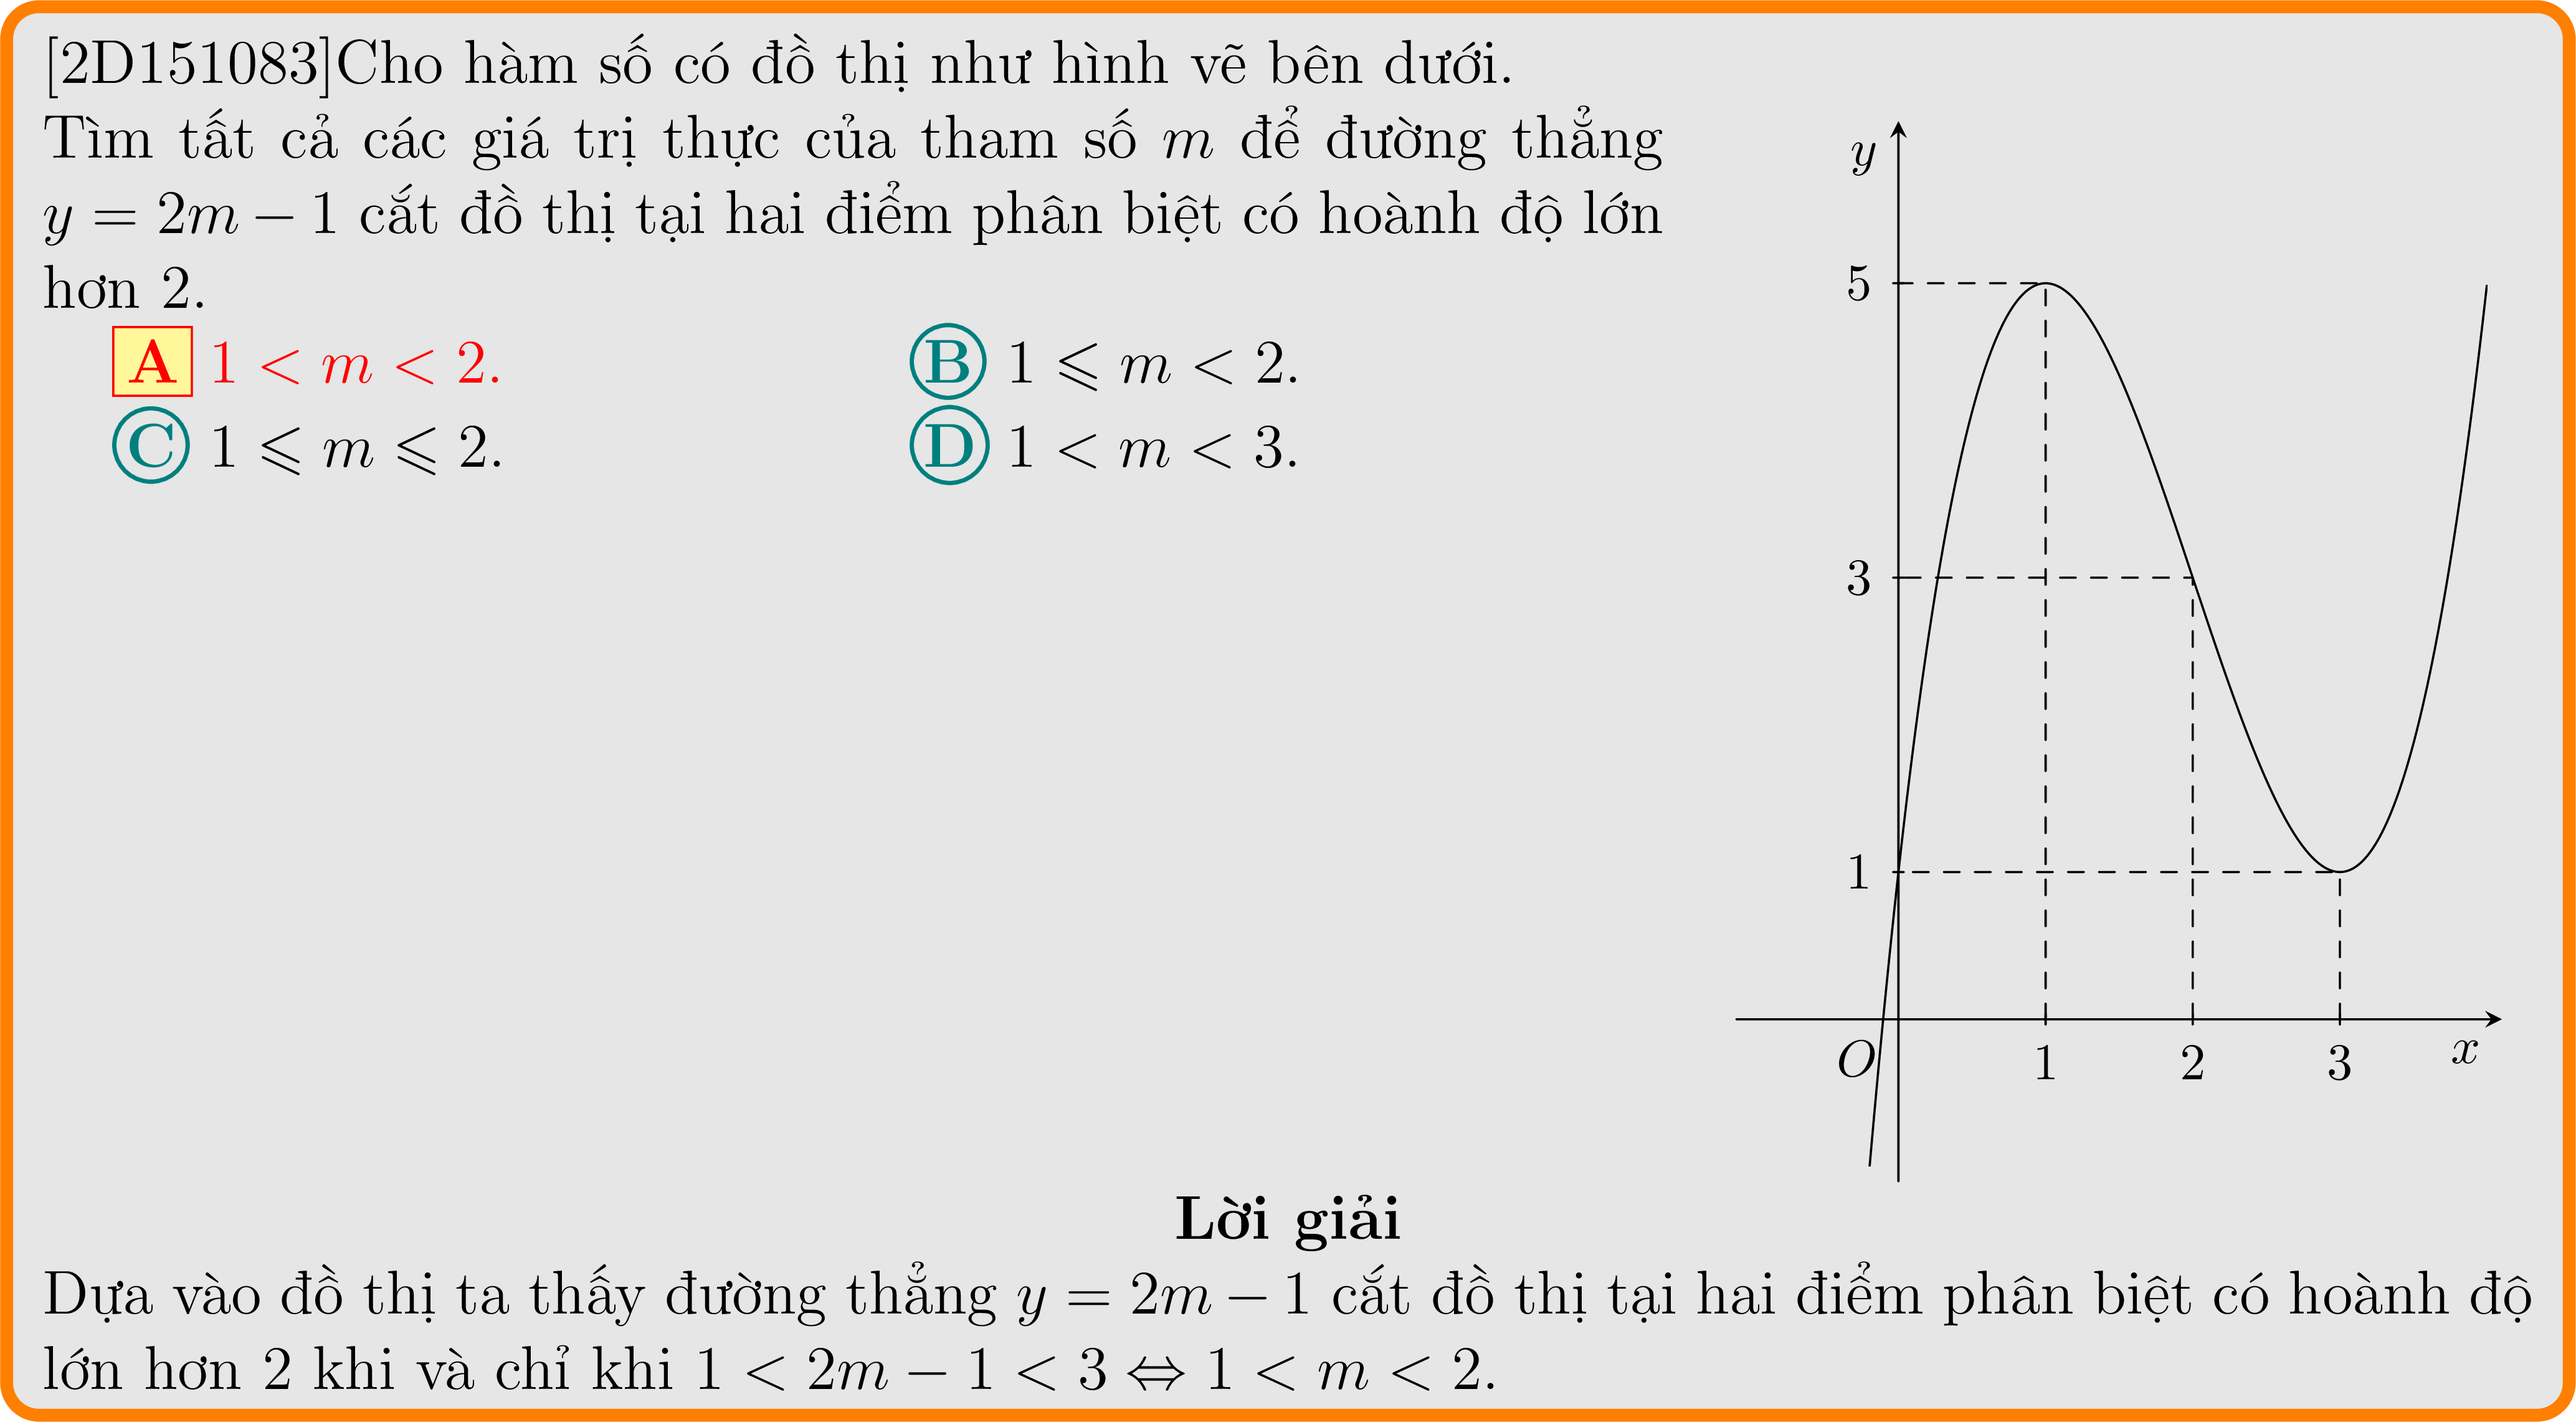 [2D151083]Cho hàm số có đồ thị như hình vẽ bên dưới.
Tìm tất cả các giá trị thực của tham số m để đường thẳng
y = 2m − 1 cắt đồ thị tại hai điểm phân biệt có hoành độ lớn
hơn 2.
A 1 < m < 2. B 1 ⩽ m < 2.
C 1 ⩽ m ⩽ 2. D 1 < m < 3.
y
5
3
1
O 1 2 3 x
Lời giải
Dựa vào đồ thị ta thấy đường thẳng y = 2m − 1 cắt đồ thị tại hai điểm phân biệt có hoành độ
lớn hơn 2 khi và chỉ khi 1 < 2m − 1 < 3 ⇔ 1 < m < 2.